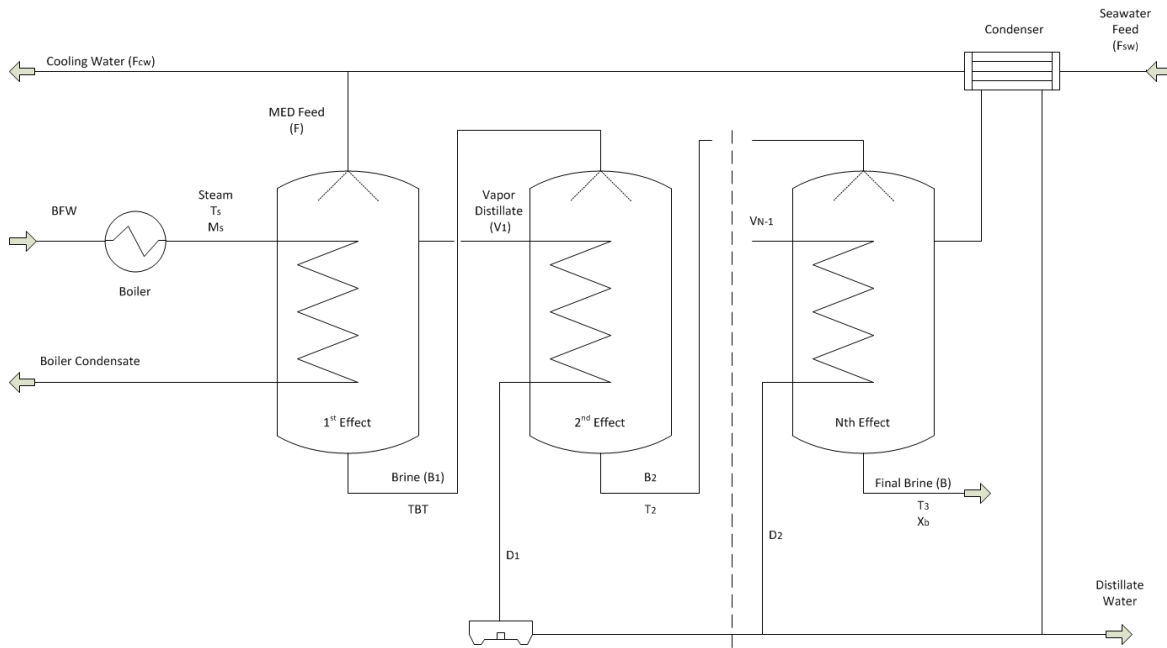 Seawater
Feed
(Fsw)
Condenser
Cooling Water (Fcw)
MED Feed
(F)
Steam
Ts
Ms
BFW
Boiler
Vapor
Distillate
(V1)
VN-1
Boiler Condensate
1st Effect
2nd Effect
Nth Effect
Brine (B1)
TBT
B2
T2
Final Brine (B)
T3
Xb
D1
D2
Distillate
Water